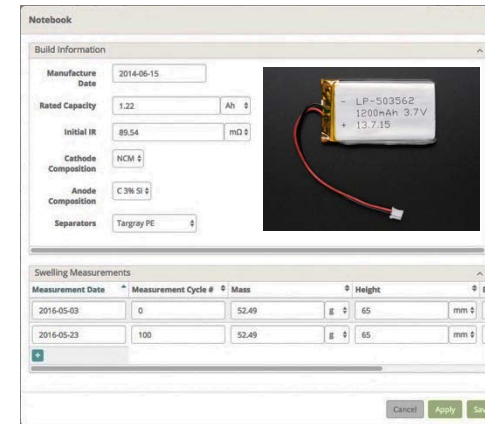 Notebook
Build Information
Manufacture Date 2014-06-15
Rated Capacity 1.22 Ah
Initial IR 89.54 mΩ
Cathode Composition NCM
Anode Composition C 3% Si
Separators Targray PE
- LP-503562
1200mAh 3.7V
+ 13.7.15
Swelling Measurements
Measurement Date Measurement Cycle # Mass Height
2016-05-03 0 52.49 g 65 mm
2016-05-23 100 52.49 g 65 mm
+
Cancel Apply Sav